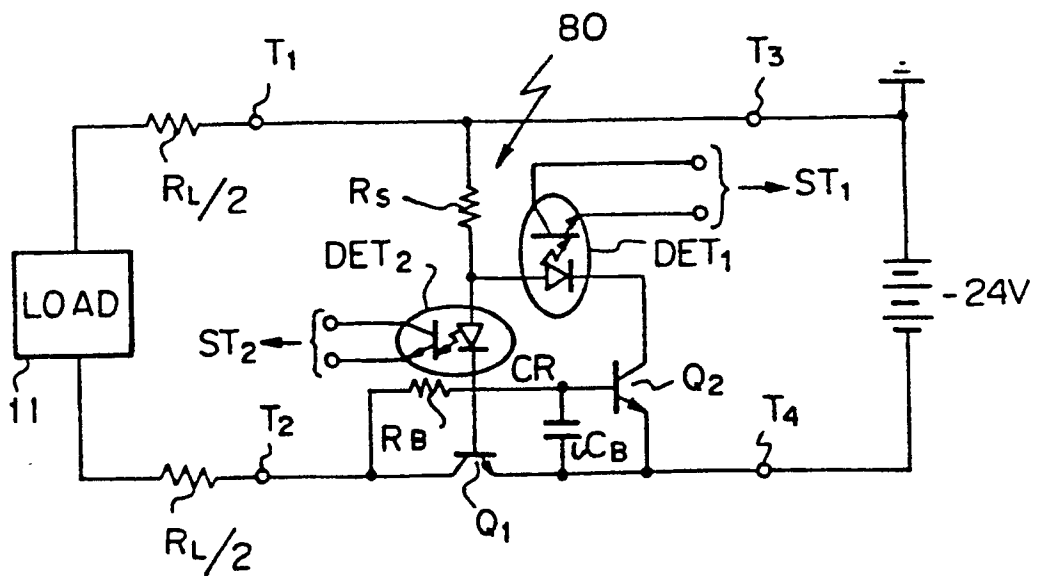 80
T1
T3
RL/2
RS
ST1
DET2
DET1
LOAD
-24V
ST2
CR
Q2
11
T2
RB
CB
T4
Q1
RL/2